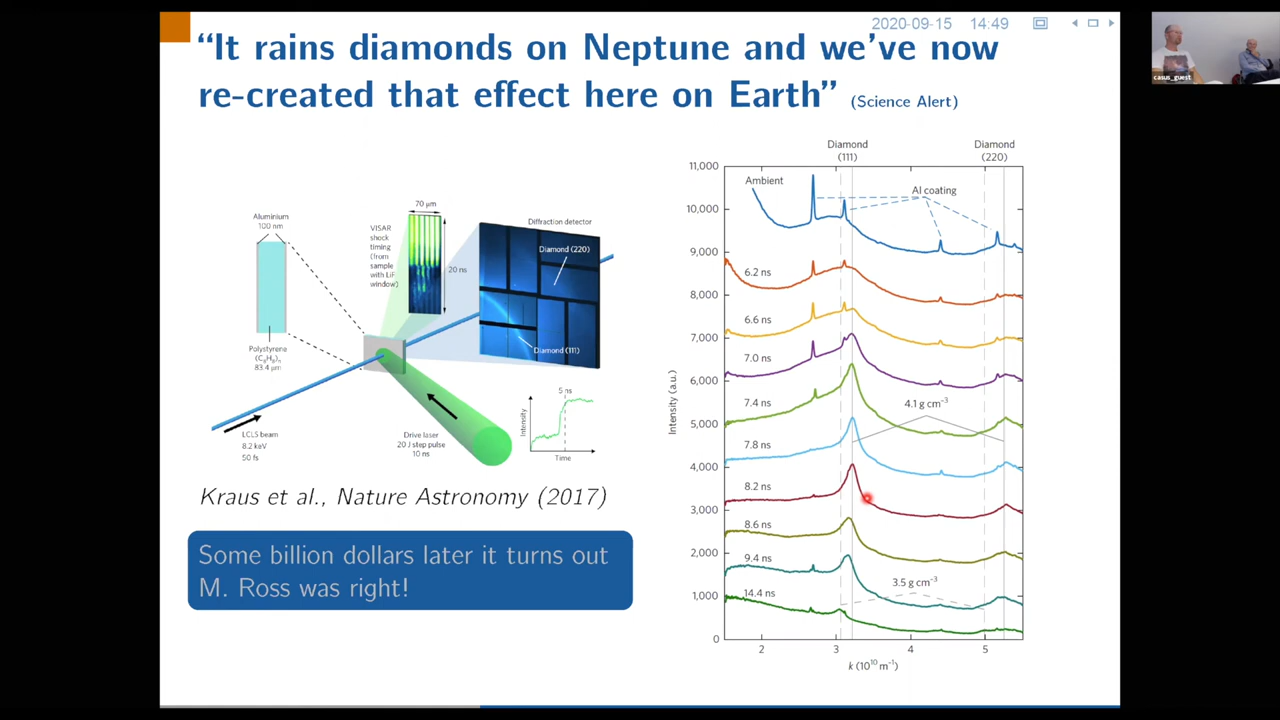 2020-09-15 14:49
“It rains diamonds on Neptune and we’ve now
re-created that effect here on Earth” (Science Alert)
casus_guest
Aluminium
100 nm
Polystyrene
(C₈H₈)ₙ
83.4 μm
VISAR
shock
timing
(from
sample
with LiF
window)
70 μm
20 ns
Diffraction detector
Diamond (220)
Diamond (111)
LCLS beam
8.2 keV
50 fs
Drive laser
20 J step pulse
10 ns
5 ns
Intensity
Time
Kraus et al., Nature Astronomy (2017)
Some billion dollars later it turns out
M. Ross was right!
Diamond
(111)
Diamond
(220)
Ambient
Al coating
6.2 ns
6.6 ns
7.0 ns
7.4 ns
4.1 g cm⁻³
7.8 ns
8.2 ns
8.6 ns
9.4 ns
3.5 g cm⁻³
14.4 ns
11,000
10,000
9,000
8,000
7,000
6,000
5,000
4,000
3,000
2,000
1,000
0
Intensity (a.u.)
2 3 4 5
k (10¹⁰ m⁻¹)